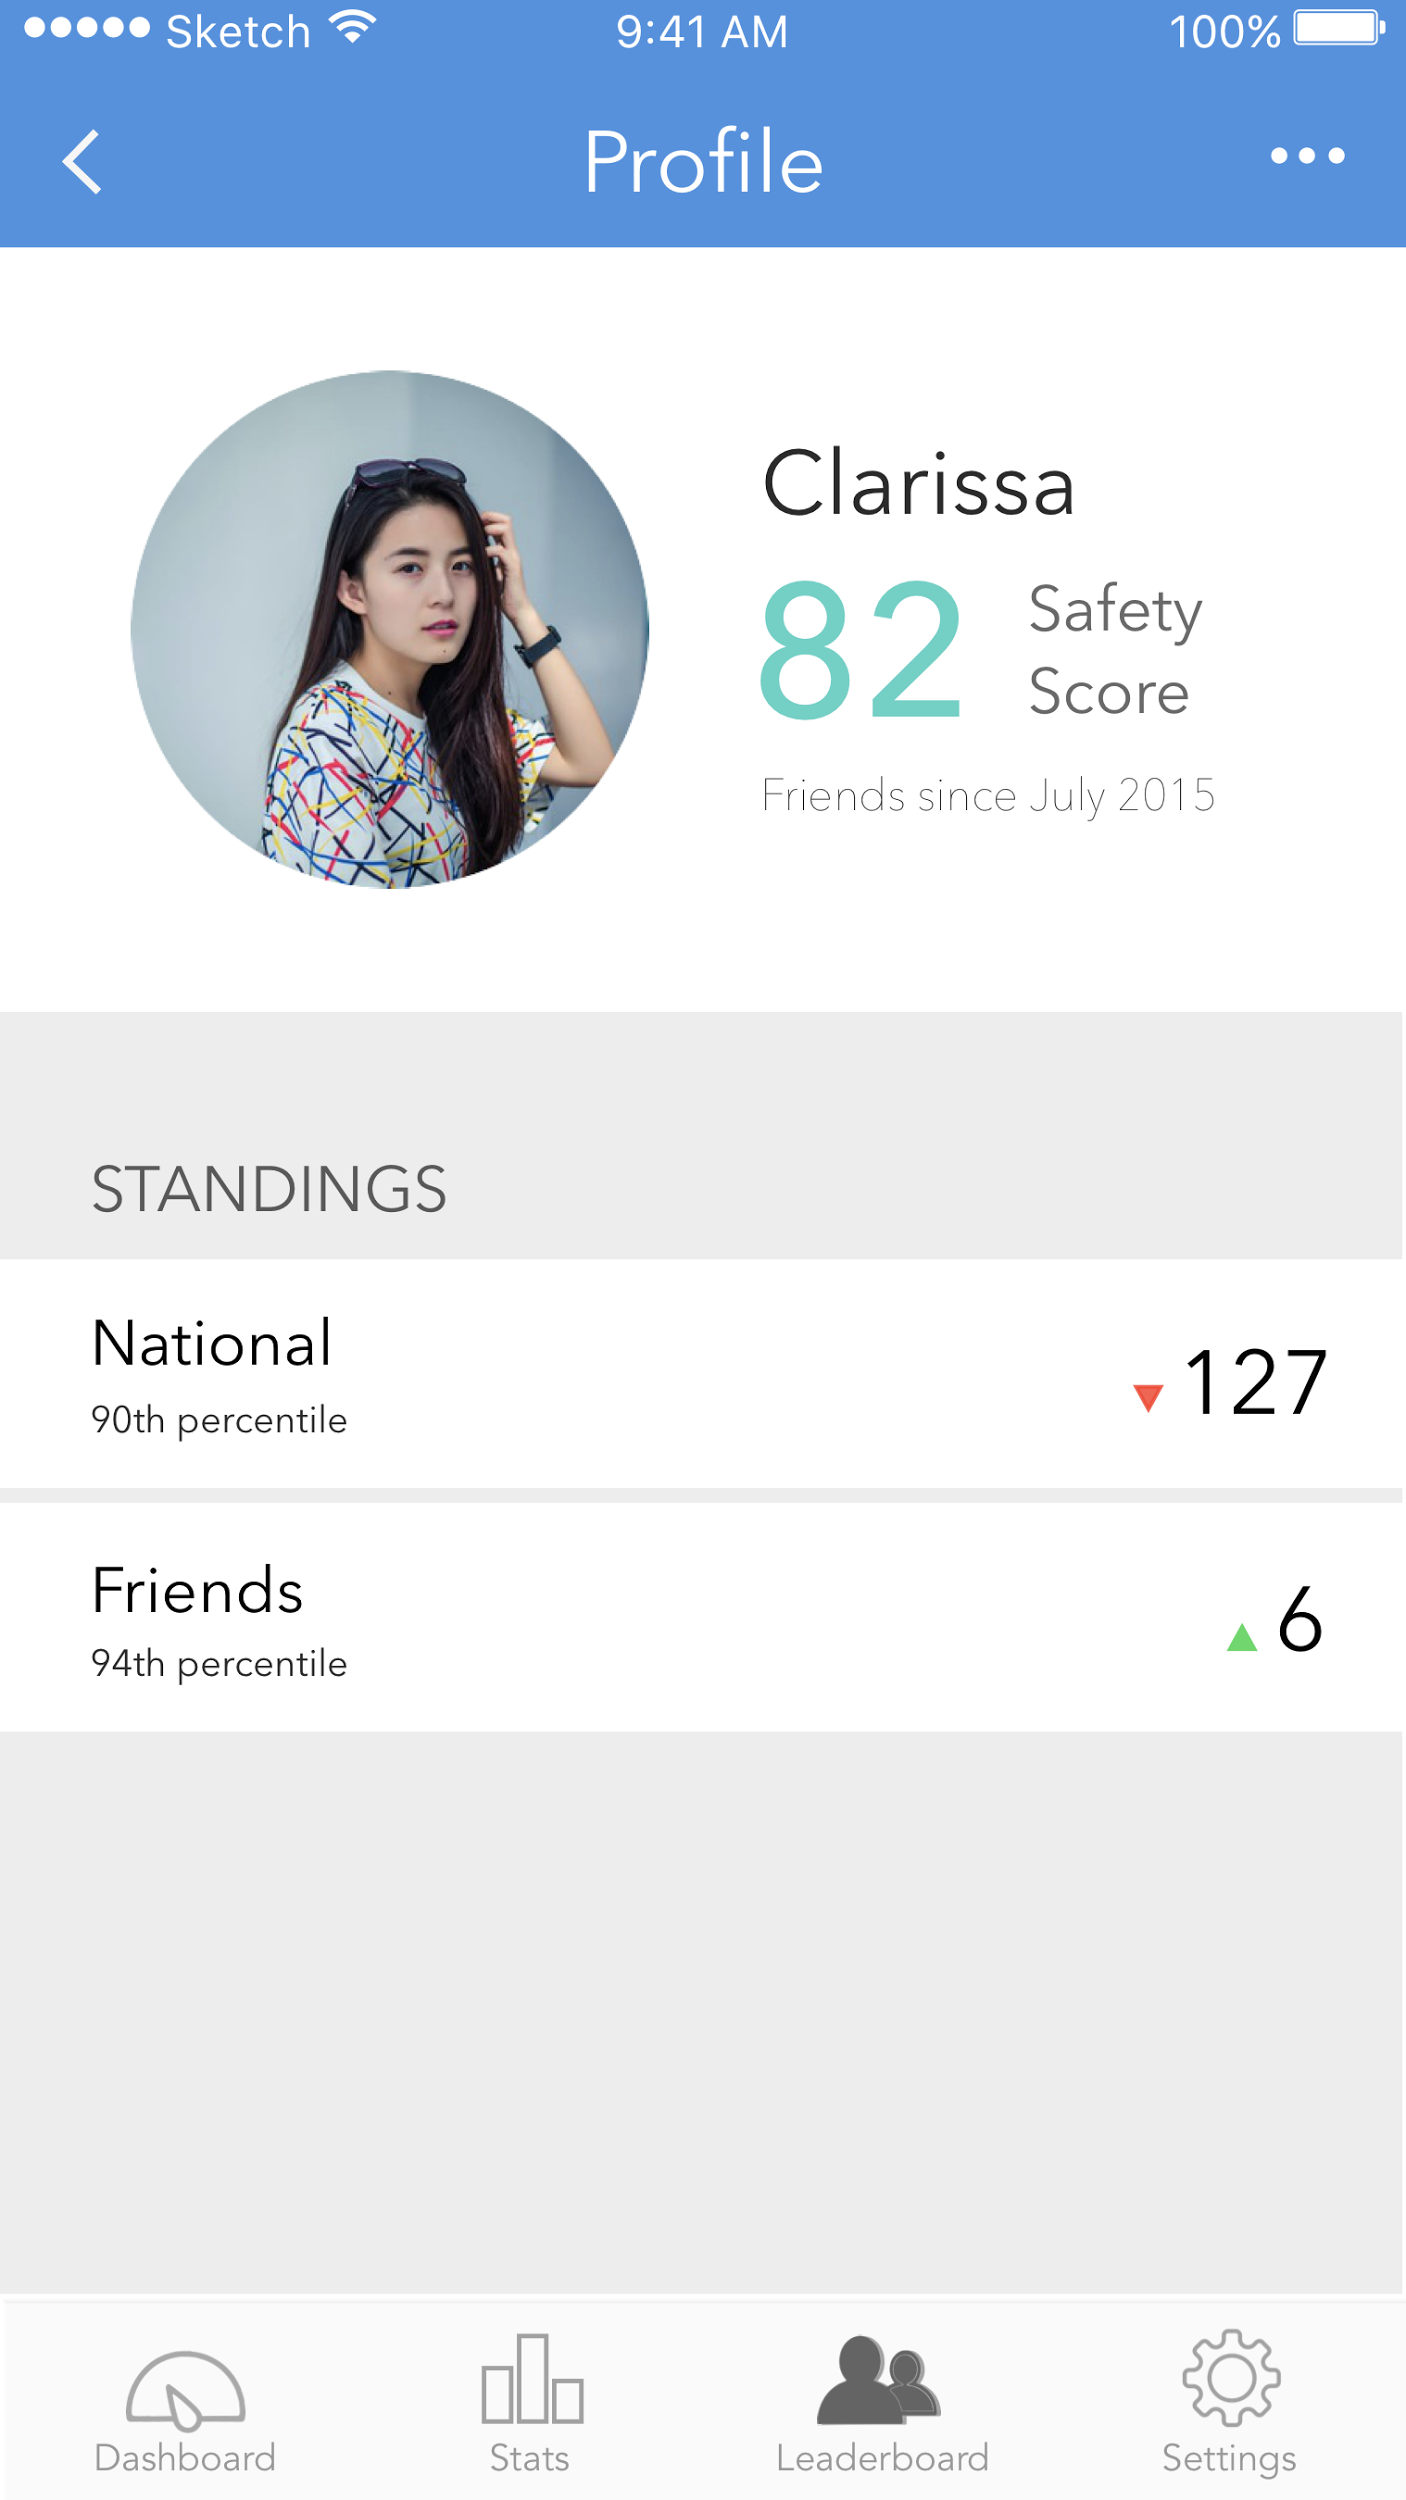 Sketch 9:41 AM 100%
Profile
Clarissa
82 Safety
Score
Friends since July 2015
STANDINGS
National
90th percentile
127
Friends
94th percentile
6
Dashboard Stats Leaderboard Settings